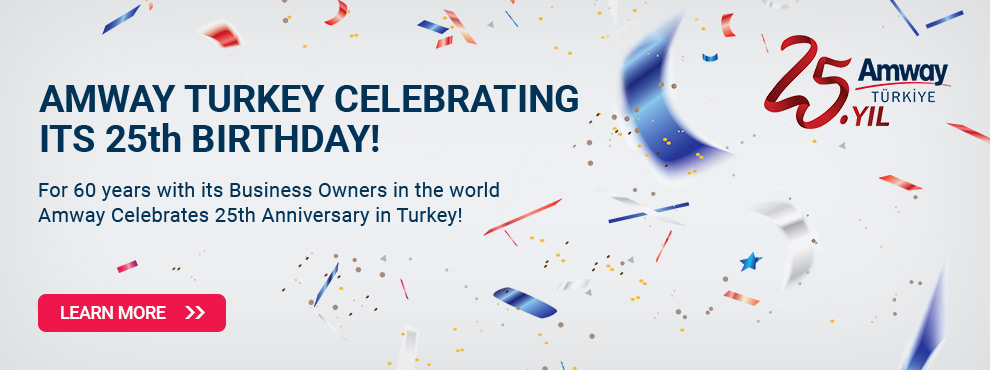 AMWAY TURKEY CELEBRATING
ITS 25th BIRTHDAY!
For 60 years with its Business Owners in the world
Amway Celebrates 25th Anniversary in Turkey!
LEARN MORE
25.YIL
Amway
TÜRKİYE